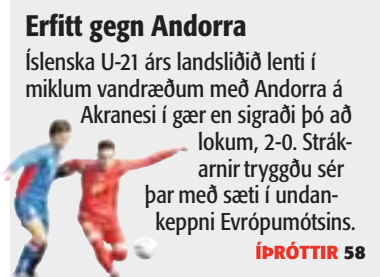 Erfitt gegn Andorra
Íslenska U-21 árs landsliðið lenti í
miklum vandræðum með Andorra á
Akranesi í gær en sigraði þó að
lokum, 2-0. Strák-
arnir tryggðu sér
þar með sæti í undan-
keppni Evrópumótsins.
ÍÞRÓTTIR 58